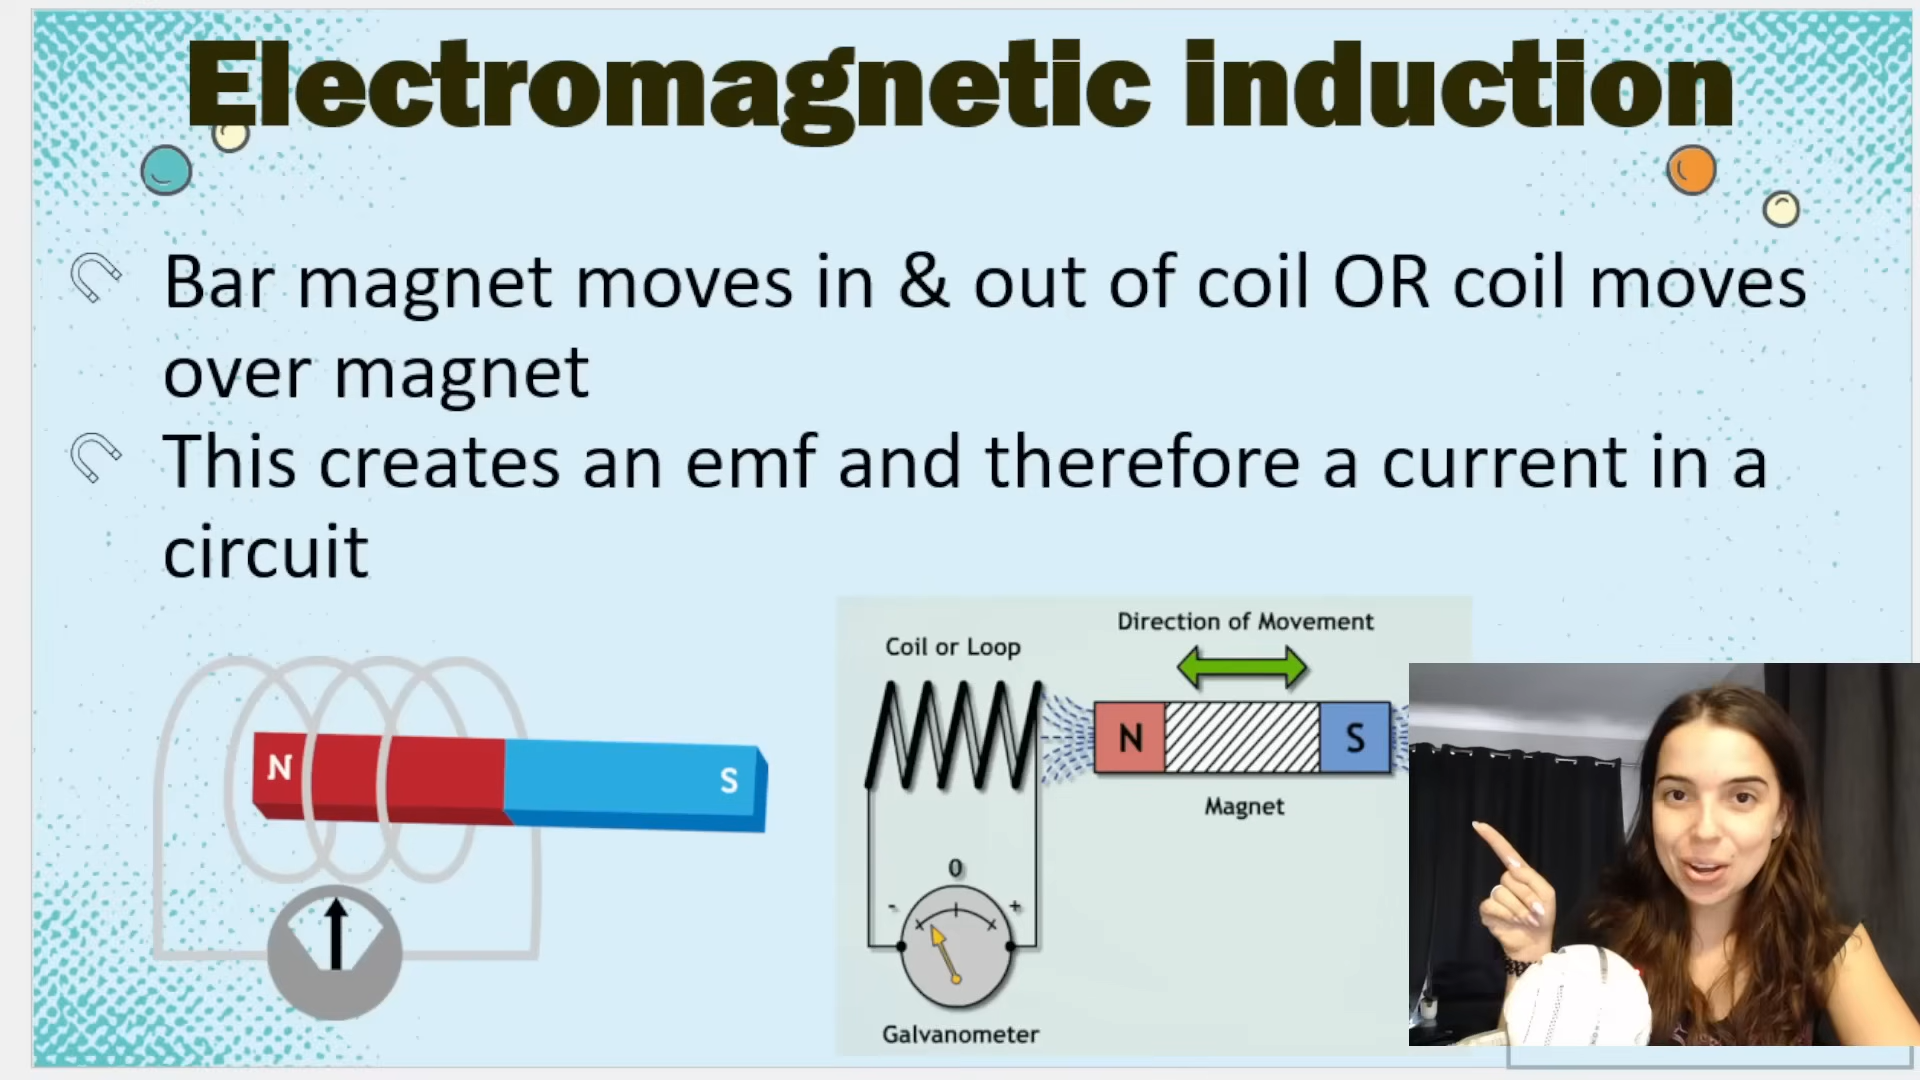 Electromagnetic induction
Bar magnet moves in & out of coil OR coil moves
over magnet
This creates an emf and therefore a current in a
circuit
N
S
Direction of Movement
Coil or Loop
N
S
Magnet
0
- +
Galvanometer